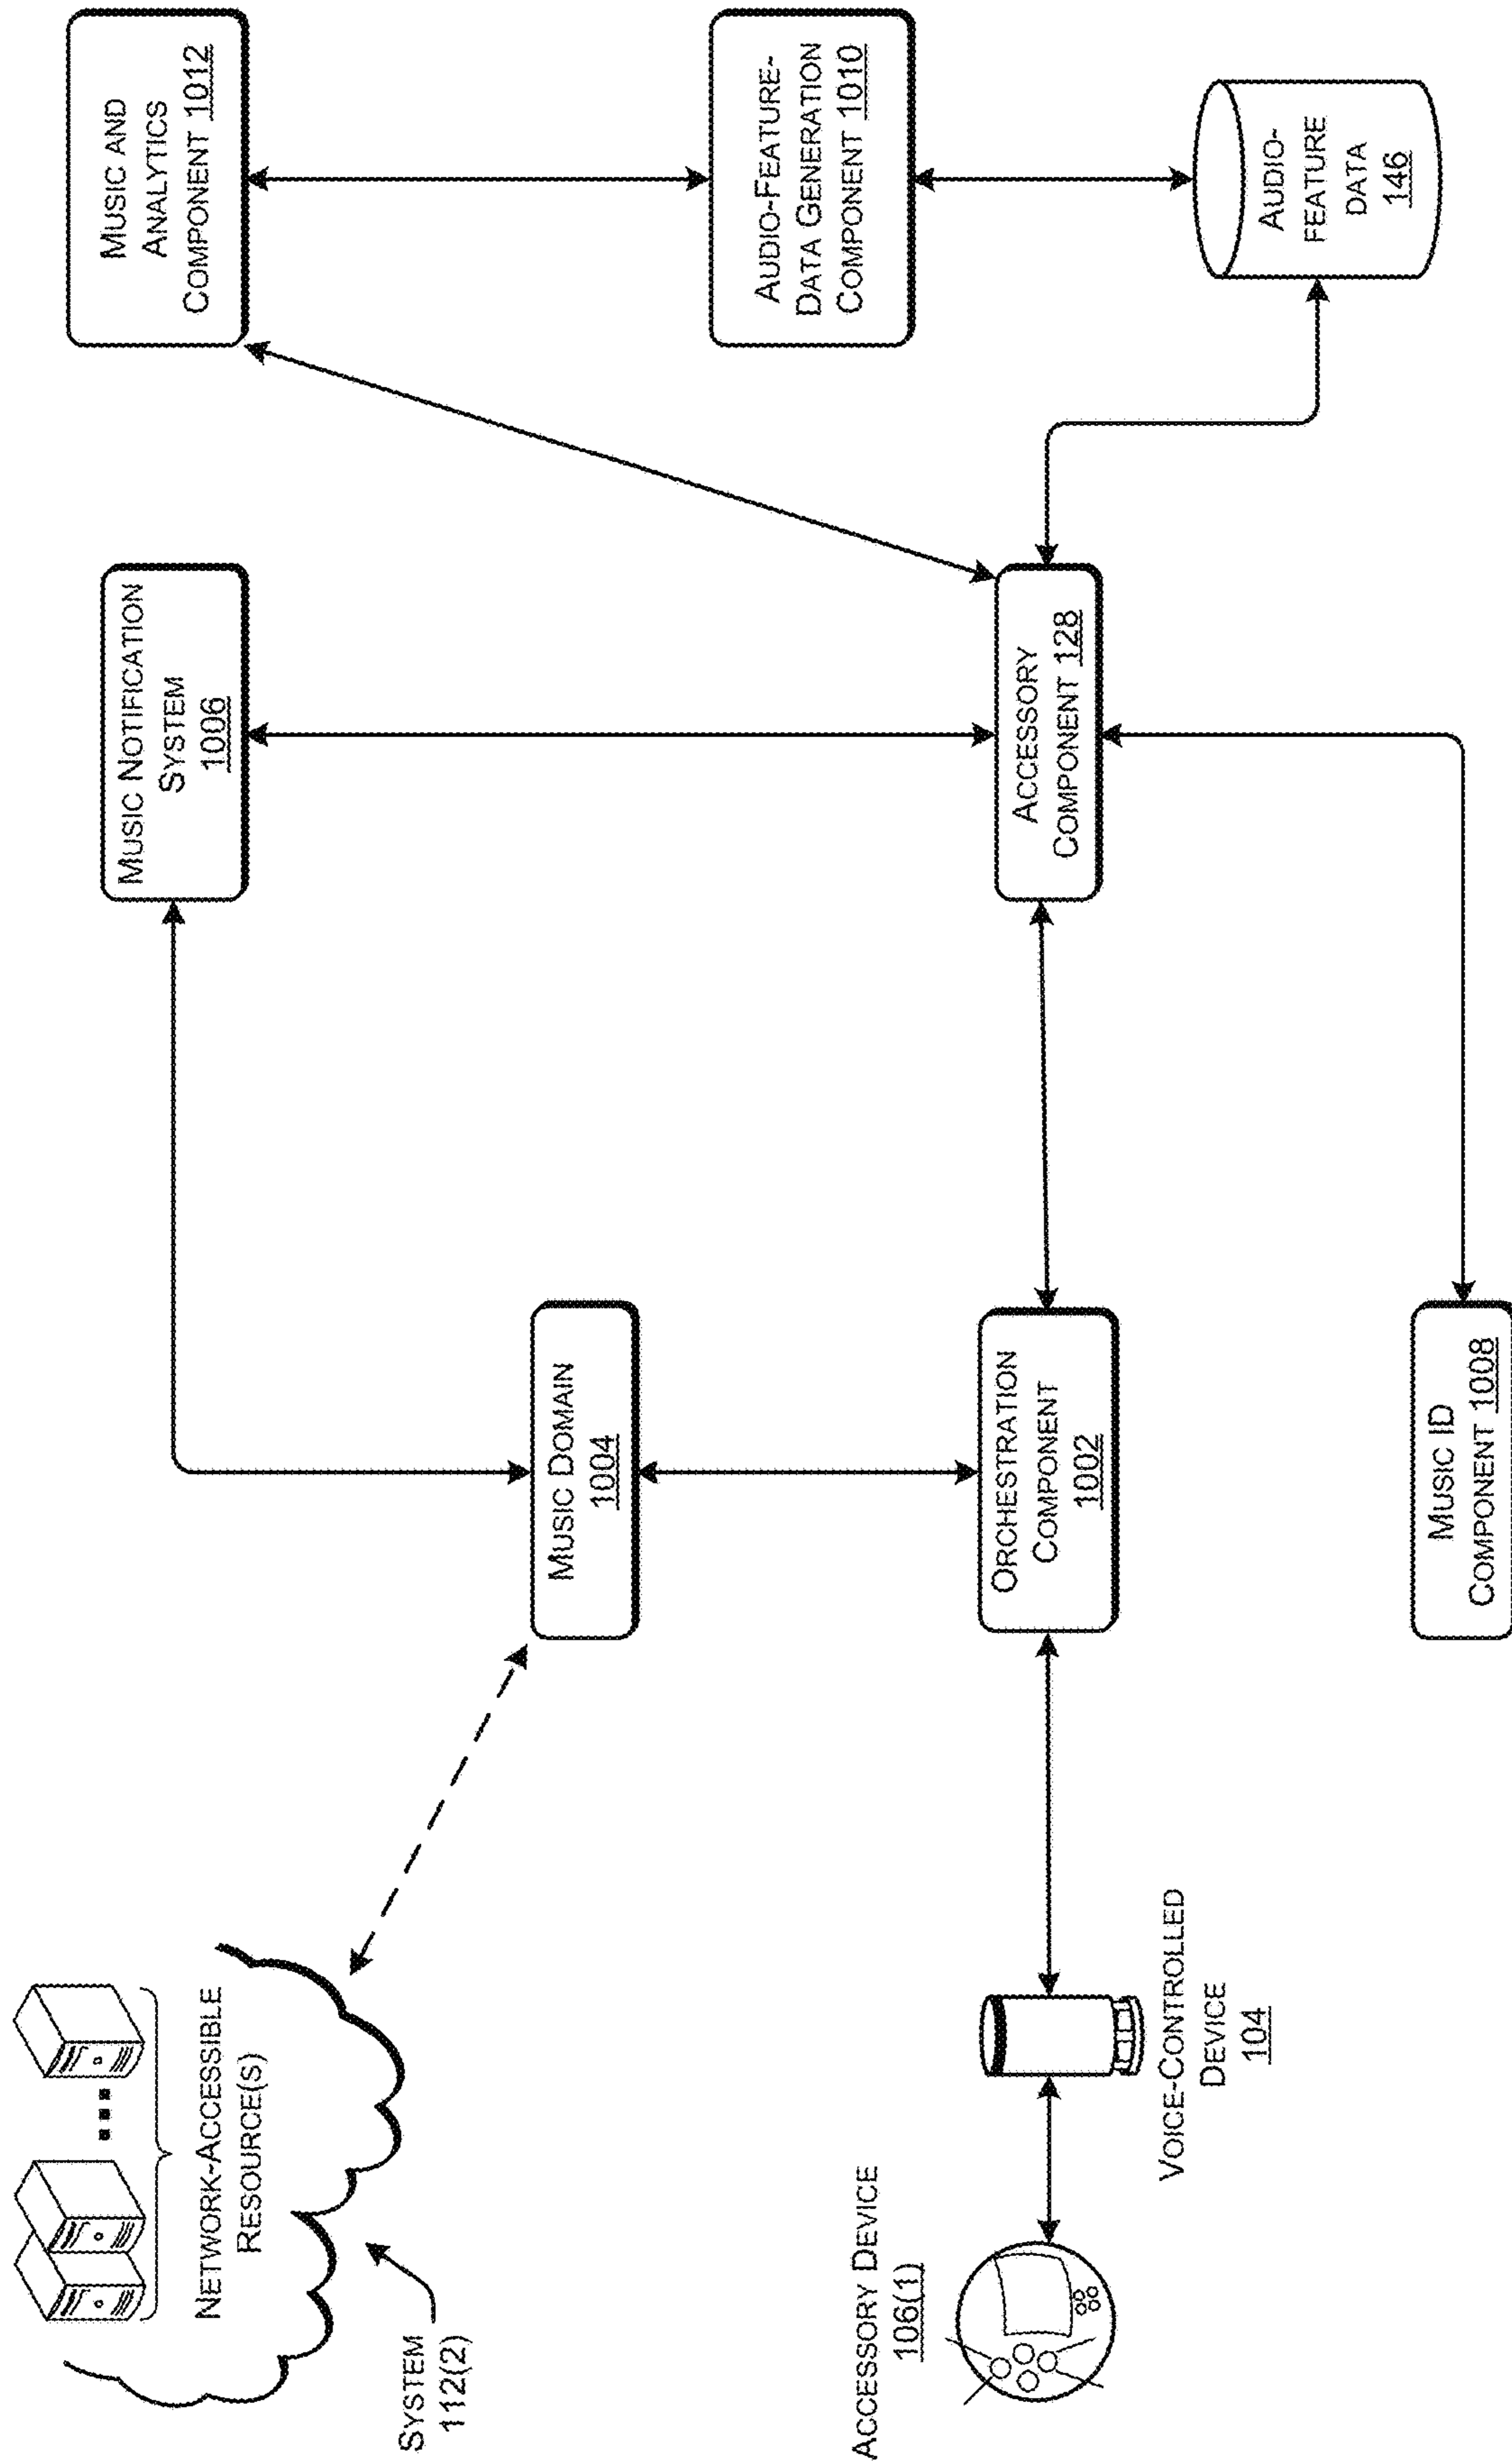 NETWORK-ACCESSIBLE
RESOURCE(S)
SYSTEM
112(2)
MUSIC NOTIFICATION
SYSTEM
1006
MUSIC AND
ANALYTICS
COMPONENT 1012
MUSIC DOMAIN
1004
AUDIO-FEATURE-
DATA GENERATION
COMPONENT 1010
ACCESSORY DEVICE
106(1)
VOICE-CONTROLLED
DEVICE
104
ORCHESTRATION
COMPONENT
1002
ACCESSORY
COMPONENT 128
AUDIO-
FEATURE
DATA
146
MUSIC ID
COMPONENT 1008